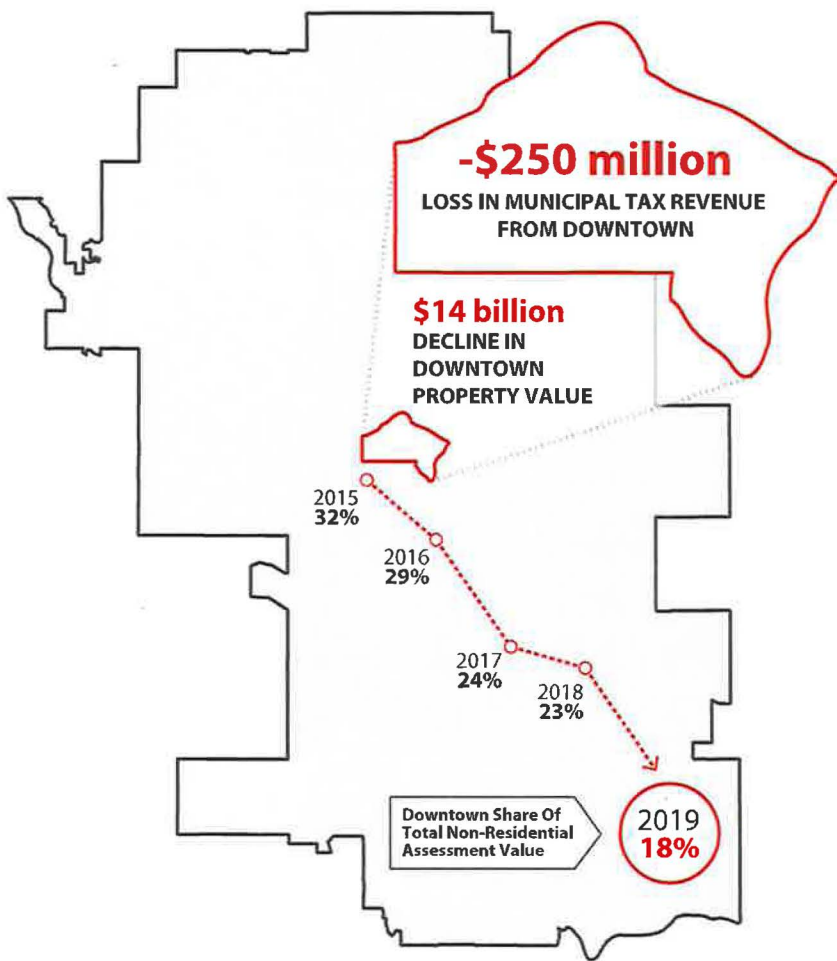 -$250 million
LOSS IN MUNICIPAL TAX REVENUE
FROM DOWNTOWN
$14 billion
DECLINE IN
DOWNTOWN
PROPERTY VALUE
2015
32%
2016
29%
2017
24%
2018
23%
Downtown Share Of
Total Non-Residential
Assessment Value
2019
18%